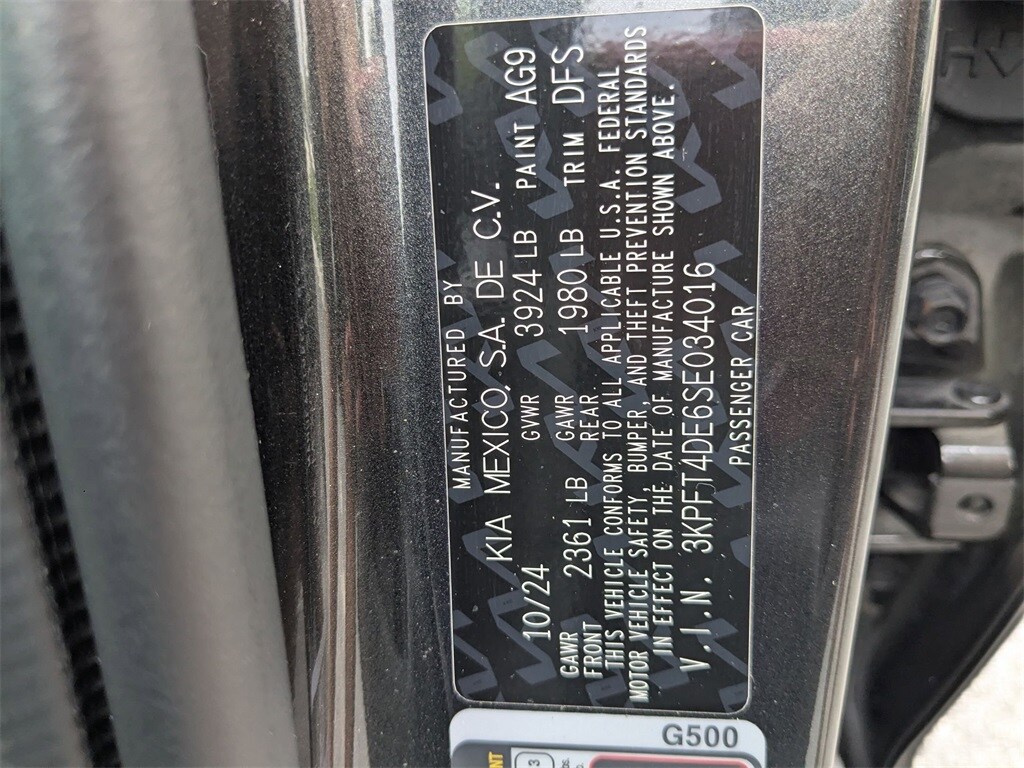 MANUFACTURED BY
KIA MEXICO, S.A. DE C.V.
10/24 GVWR 3924 LB PAINT AG9
GAWR FRONT 2361 LB GAWR REAR 1980 LB TRIM DFS
THIS VEHICLE CONFORMS TO ALL APPLICABLE U.S.A. FEDERAL
MOTOR VEHICLE SAFETY, BUMPER, AND THEFT PREVENTION STANDARDS
IN EFFECT ON THE DATE OF MANUFACTURE SHOWN ABOVE.
V.I.N. 3KPFT4DE6SE034016
PASSENGER CAR
G500
3